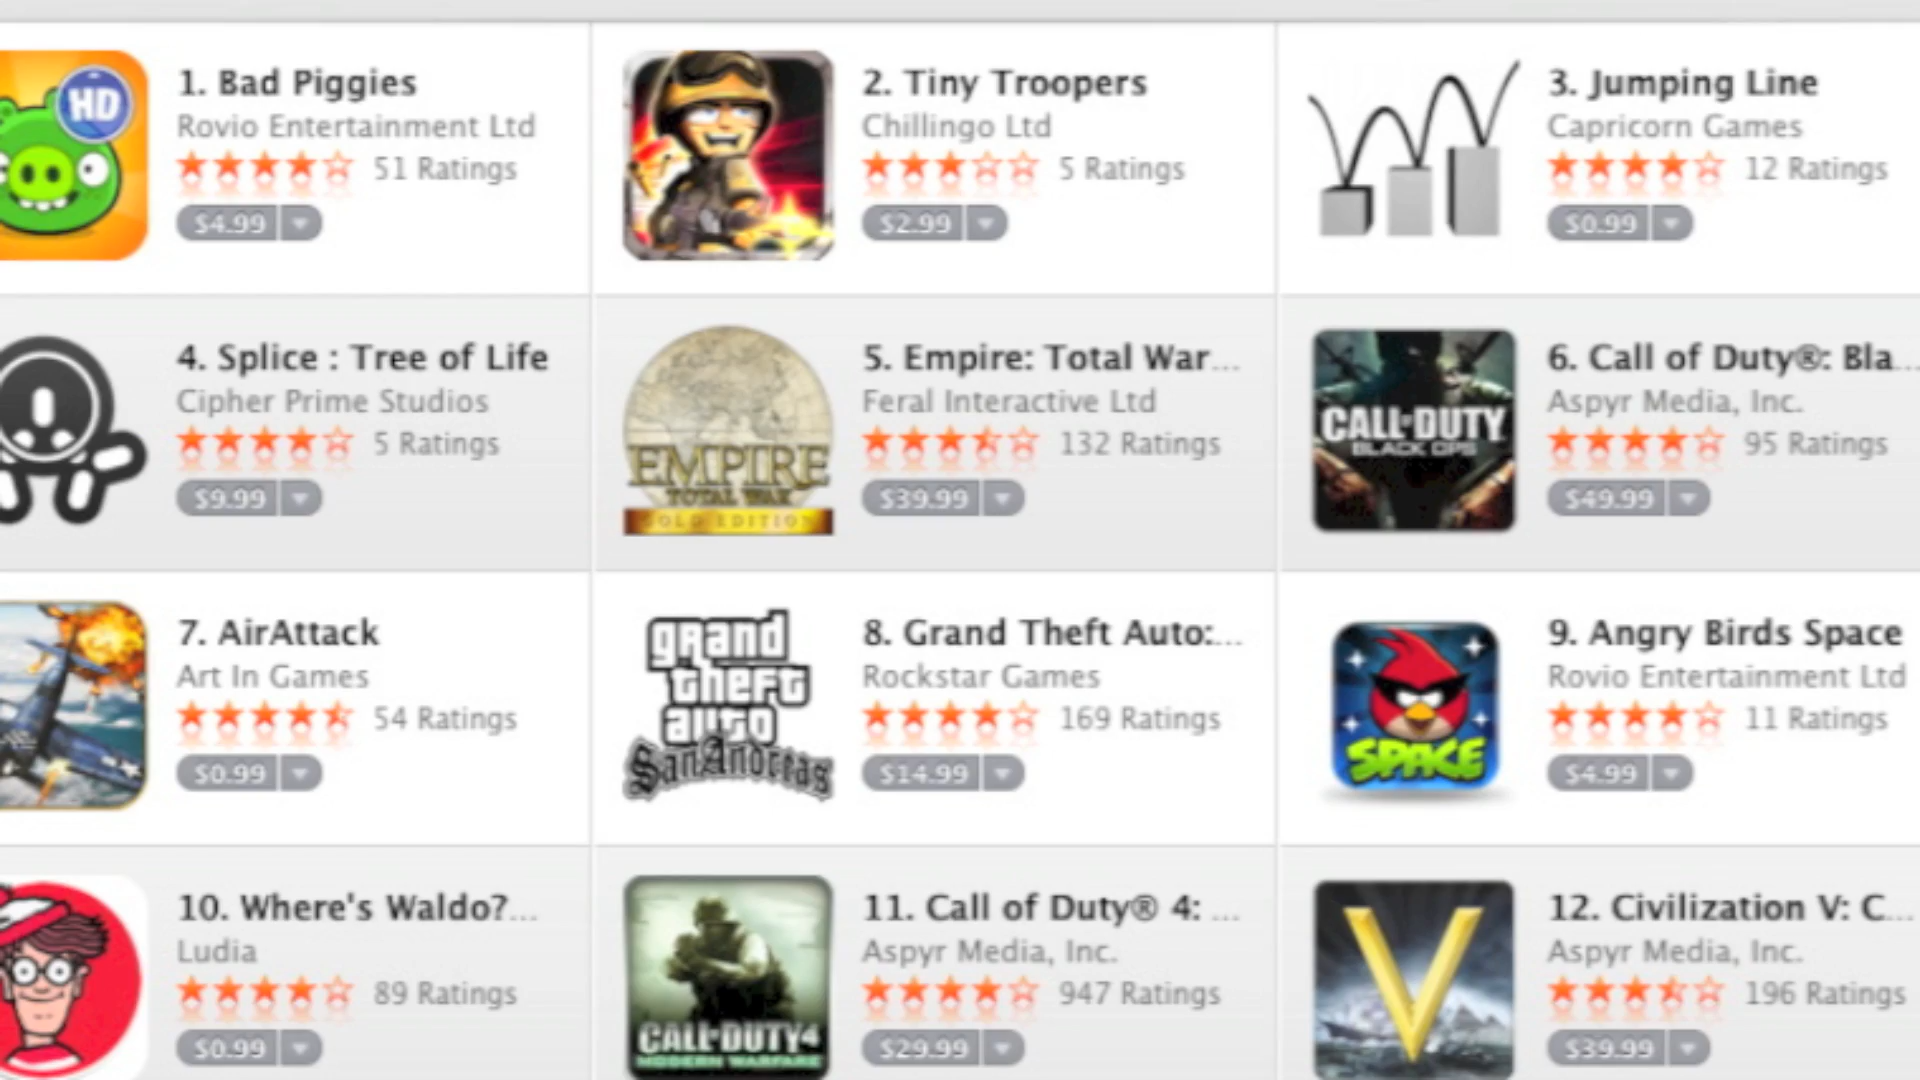 HD
1. Bad Piggies
Rovio Entertainment Ltd
51 Ratings
$4.99
2. Tiny Troopers
Chillingo Ltd
5 Ratings
$2.99
3. Jumping Line
Capricorn Games
12 Ratings
$0.99
4. Splice : Tree of Life
Cipher Prime Studios
5 Ratings
$9.99
EMPIRE
TOTAL WAR
GOLD EDITION
5. Empire: Total War...
Feral Interactive Ltd
132 Ratings
$39.99
CALL OF DUTY
BLACK OPS
6. Call of Duty®: Bla...
Aspyr Media, Inc.
95 Ratings
$49.99
7. AirAttack
Art In Games
54 Ratings
$0.99
grand
theft
auto
San Andreas
8. Grand Theft Auto:...
Rockstar Games
169 Ratings
$14.99
SPACE
9. Angry Birds Space
Rovio Entertainment Ltd
11 Ratings
$4.99
10. Where's Waldo?...
Ludia
89 Ratings
$0.99
CALL OF DUTY 4
MODERN WARFARE
11. Call of Duty® 4: ...
Aspyr Media, Inc.
947 Ratings
$29.99
V
12. Civilization V: C...
Aspyr Media, Inc.
196 Ratings
$39.99